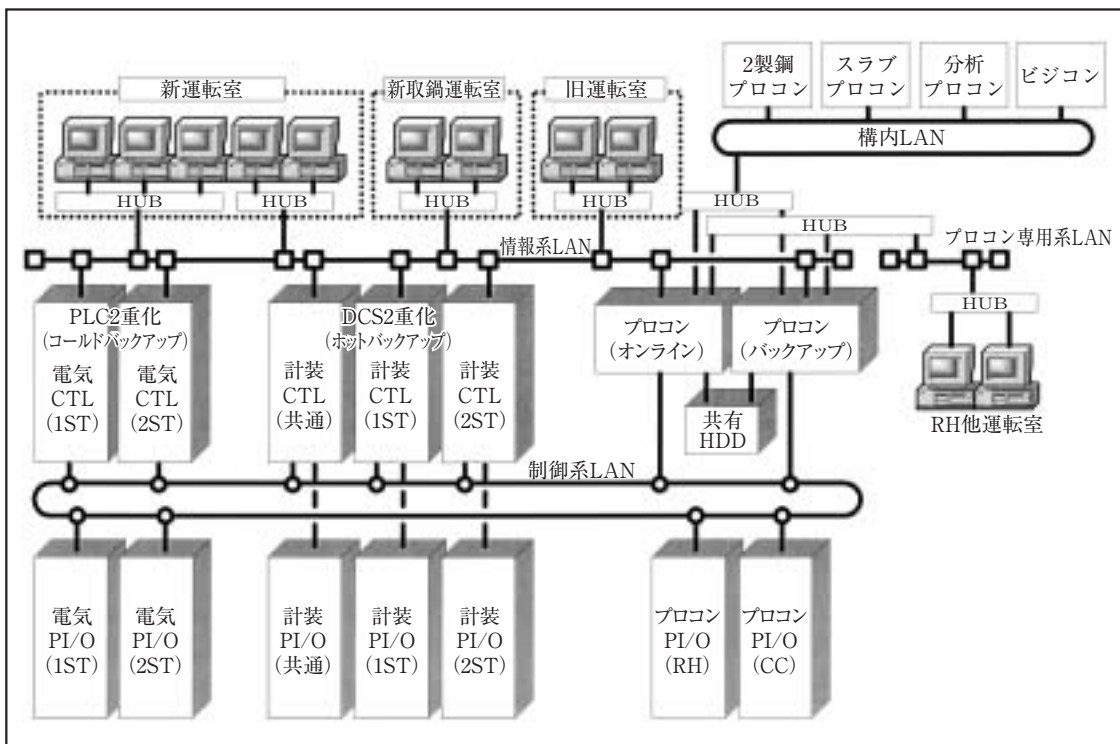 新運転室
新取鍋運転室
旧運転室
2製鋼
プロコン
スラブ
プロコン
分析
プロコン
ビジコン
構内LAN
HUB
HUB
HUB
HUB
HUB
HUB
情報系LAN
プロコン専用系LAN
HUB
PLC2重化
(コールドバックアップ)
DCS2重化
(ホットバックアップ)
電気
CTL
(1ST)
電気
CTL
(2ST)
計装
CTL
(共通)
計装
CTL
(1ST)
計装
CTL
(2ST)
プロコン
(オンライン)
プロコン
(バックアップ)
共有
HDD
RH他運転室
制御系LAN
電気
PI/O
(1ST)
電気
PI/O
(2ST)
計装
PI/O
(共通)
計装
PI/O
(1ST)
計装
PI/O
(2ST)
プロコン
PI/O
(RH)
プロコン
PI/O
(CC)